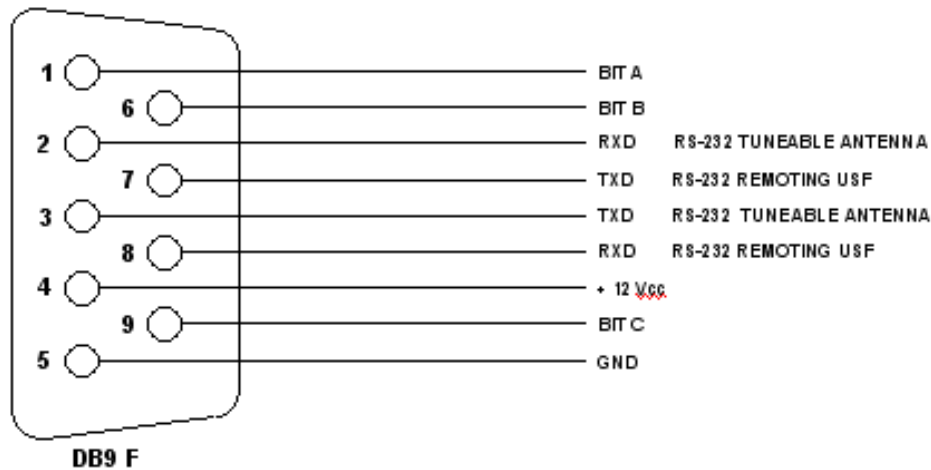 1 BIT A
6 BIT B
2 RXD RS-232 TUNEABLE ANTENNA
7 TXD RS-232 REMOTING USF
3 TXD RS-232 TUNEABLE ANTENNA
8 RXD RS-232 REMOTING USF
4 + 12 Vcc
9 BIT C
5 GND
DB9 F